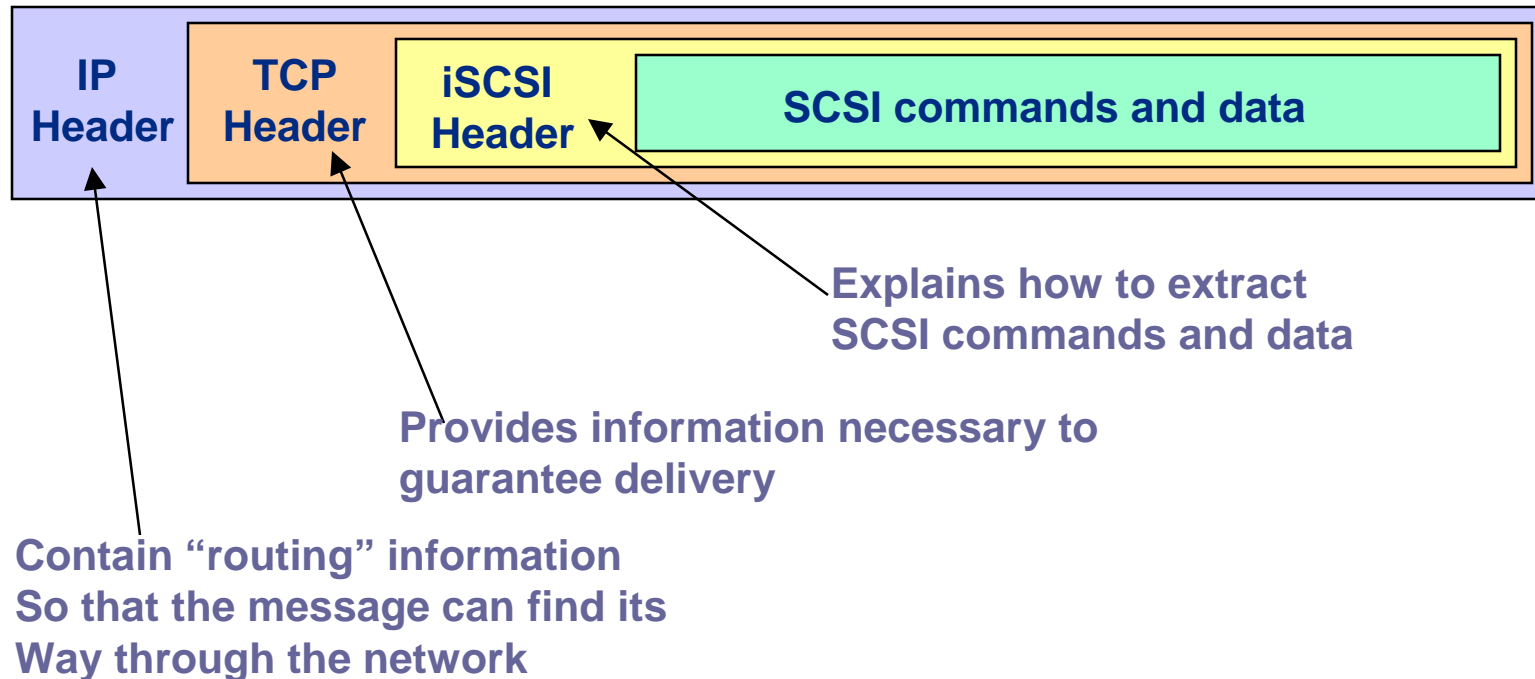 IP
Header
TCP
Header
iSCSI
Header
SCSI commands and data
Explains how to extract
SCSI commands and data
Provides information necessary to
guarantee delivery
Contain “routing” information
So that the message can find its
Way through the network